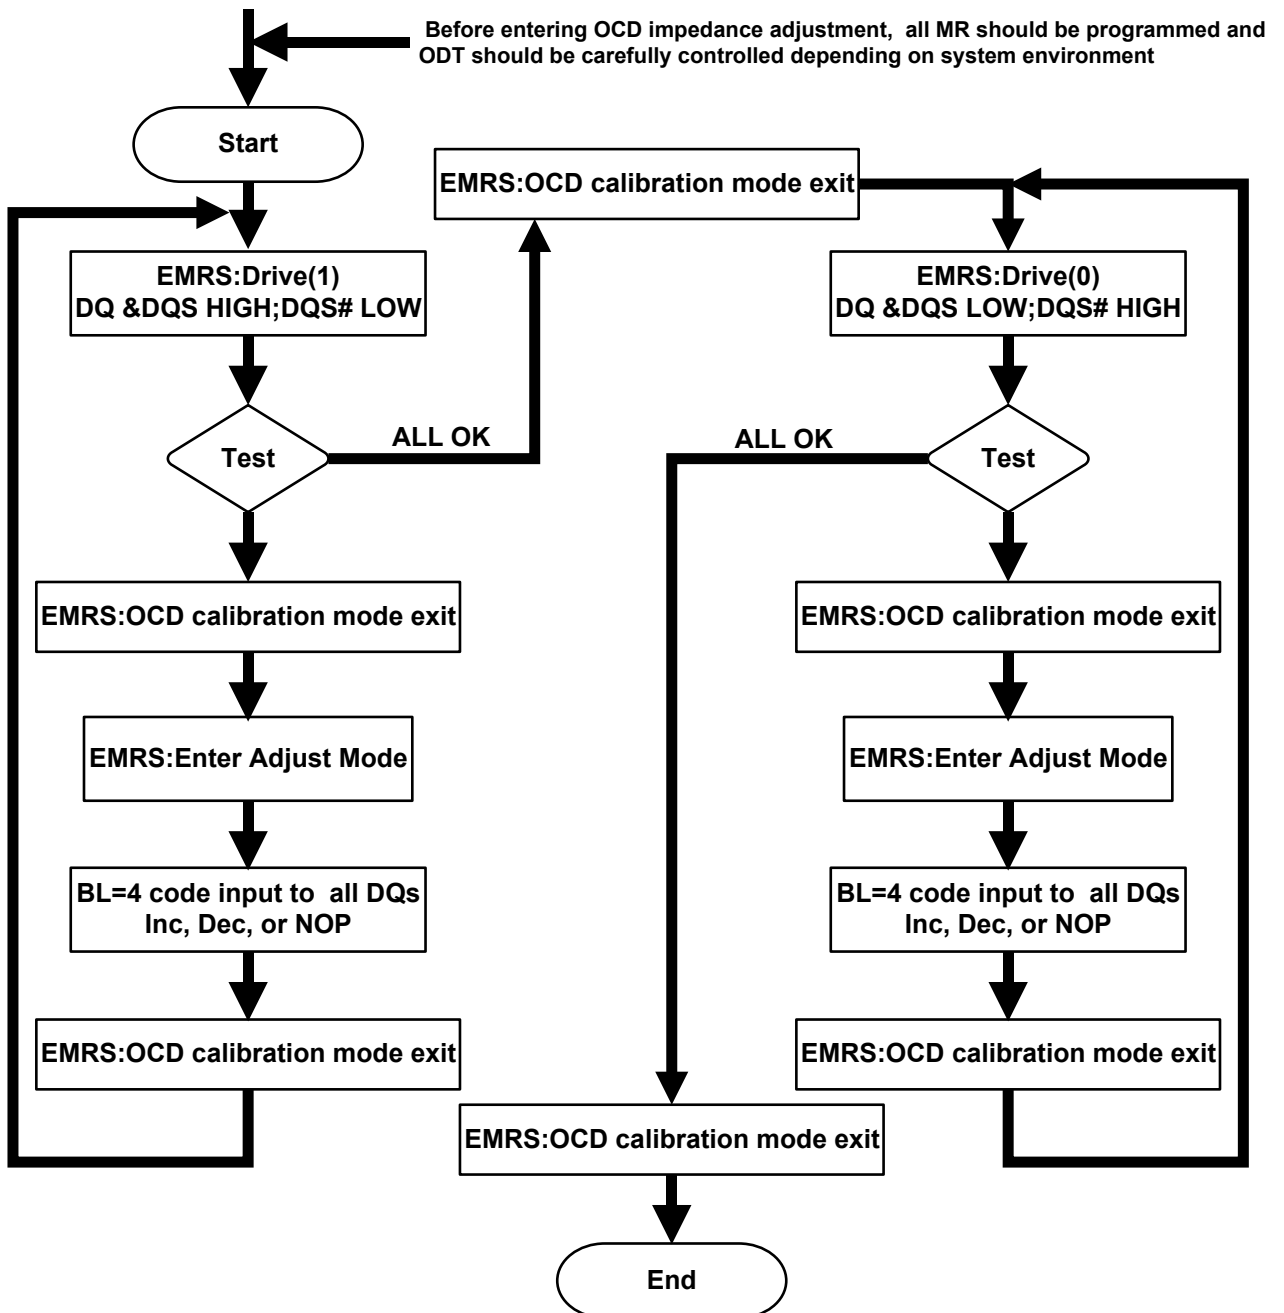 Before entering OCD impedance adjustment, all MR should be programmed and
ODT should be carefully controlled depending on system environment
Start
EMRS:OCD calibration mode exit
EMRS:Drive(1)
DQ &DQS HIGH;DQS# LOW
EMRS:Drive(0)
DQ &DQS LOW;DQS# HIGH
ALL OK
Test
ALL OK
Test
EMRS:OCD calibration mode exit
EMRS:OCD calibration mode exit
EMRS:Enter Adjust Mode
EMRS:Enter Adjust Mode
BL=4 code input to all DQs
Inc, Dec, or NOP
BL=4 code input to all DQs
Inc, Dec, or NOP
EMRS:OCD calibration mode exit
EMRS:OCD calibration mode exit
EMRS:OCD calibration mode exit
End